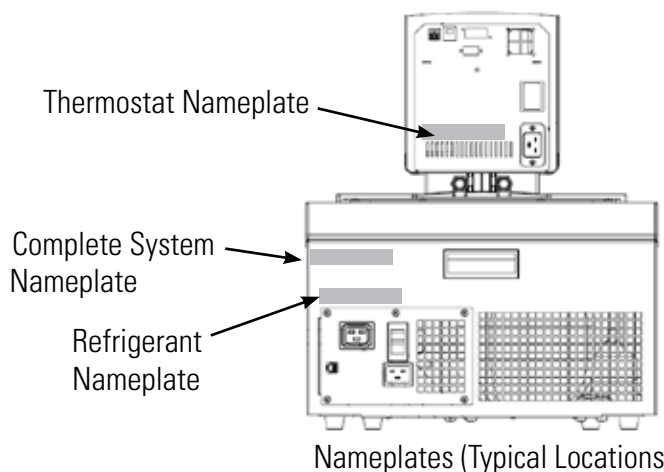 Thermostat Nameplate
Complete System
Nameplate
Refrigerant
Nameplate
Nameplates (Typical Locations